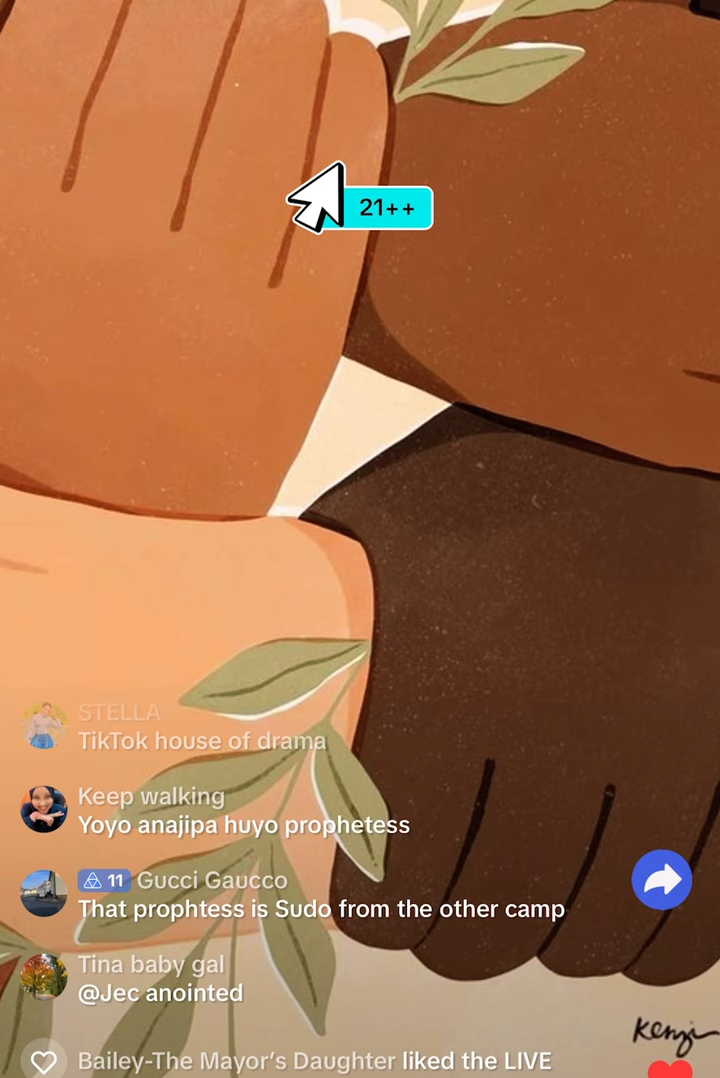 21++
STELLA
TikTok house of drama
Keep walking
Yoyo anajipa huyo prophetess
11 Gucci Gaucco
That prophtess is Sudo from the other camp
Tina baby gal
@Jec anointed
Kenji
Bailey-The Mayor’s Daughter liked the LIVE